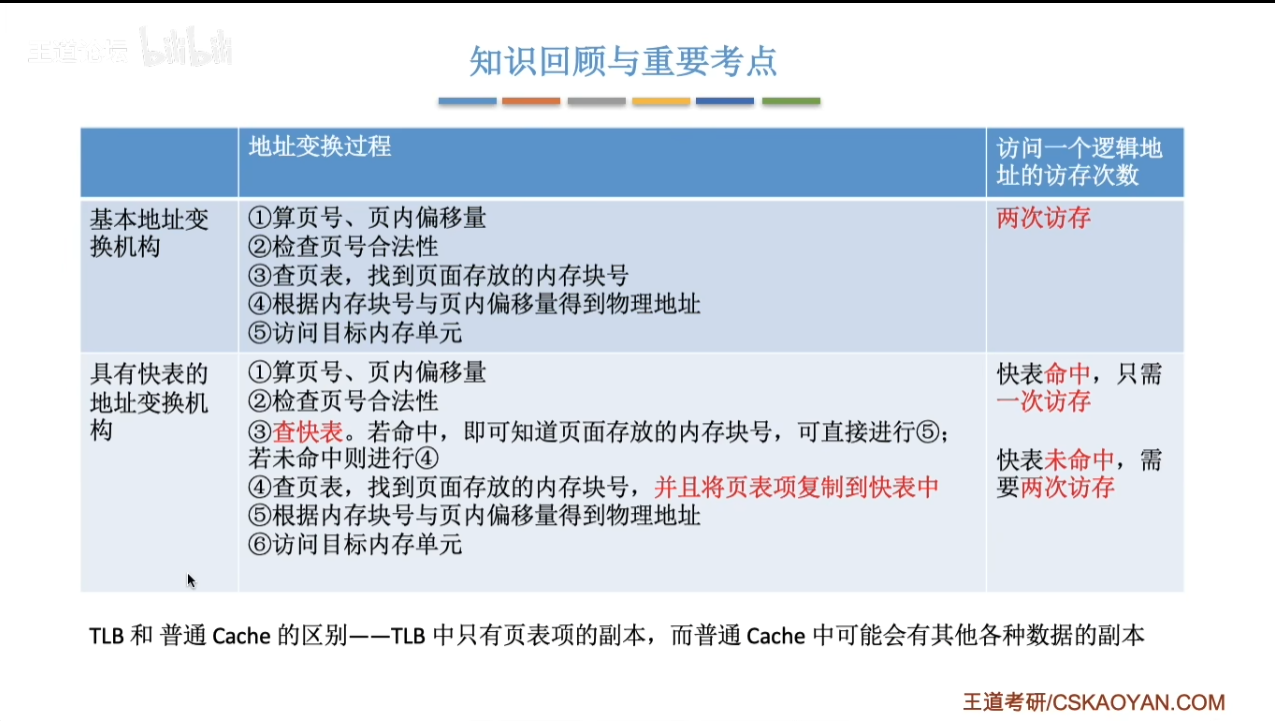 王道论坛 bilibili
知识回顾与重要考点
地址变换过程
访问一个逻辑地
址的访存次数
基本地址变
换机构
①算页号、页内偏移量
②检查页号合法性
③查页表，找到页面存放的内存块号
④根据内存块号与页内偏移量得到物理地址
⑤访问目标内存单元
两次访存
具有快表的
地址变换机
构
①算页号、页内偏移量
②检查页号合法性
③查快表。若命中，即可知道页面存放的内存块号，可直接进行⑤；
若未命中则进行④
④查页表，找到页面存放的内存块号，并且将页表项复制到快表中
⑤根据内存块号与页内偏移量得到物理地址
⑥访问目标内存单元
快表命中，只需
一次访存
快表未命中，需
要两次访存
TLB 和 普通 Cache 的区别——TLB 中只有页表项的副本，而普通 Cache 中可能会有其他各种数据的副本
王道考研/CSKAOYAN.COM